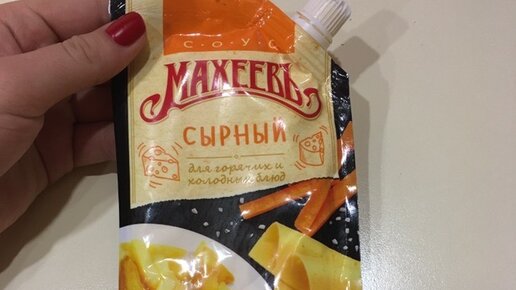 СОУС
МАХЕЕВЪ
СЫРНЫЙ
для горячих и
холодных блюд